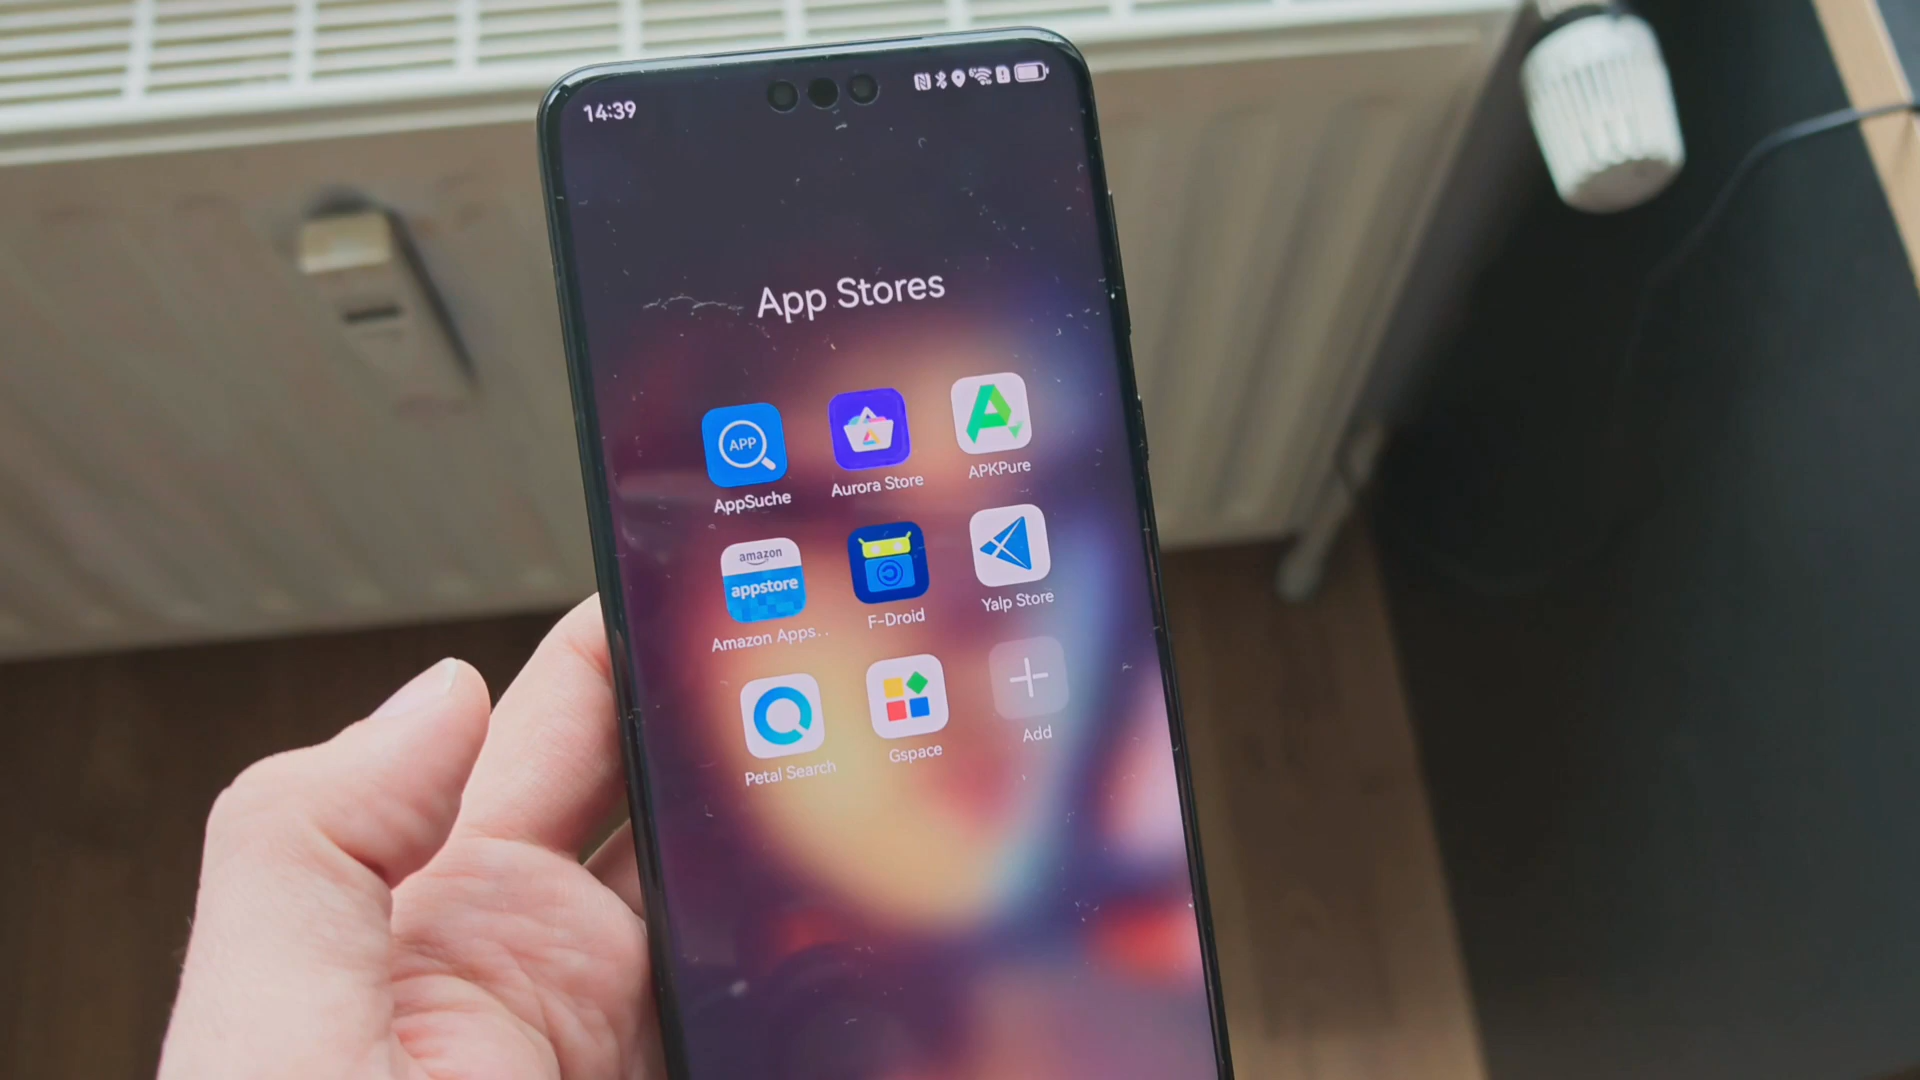 14:39
App Stores
APP
AppSuche
Aurora Store
APKPure
amazon
appstore
Amazon Apps..
F-Droid
Yalp Store
Petal Search
Gspace
Add